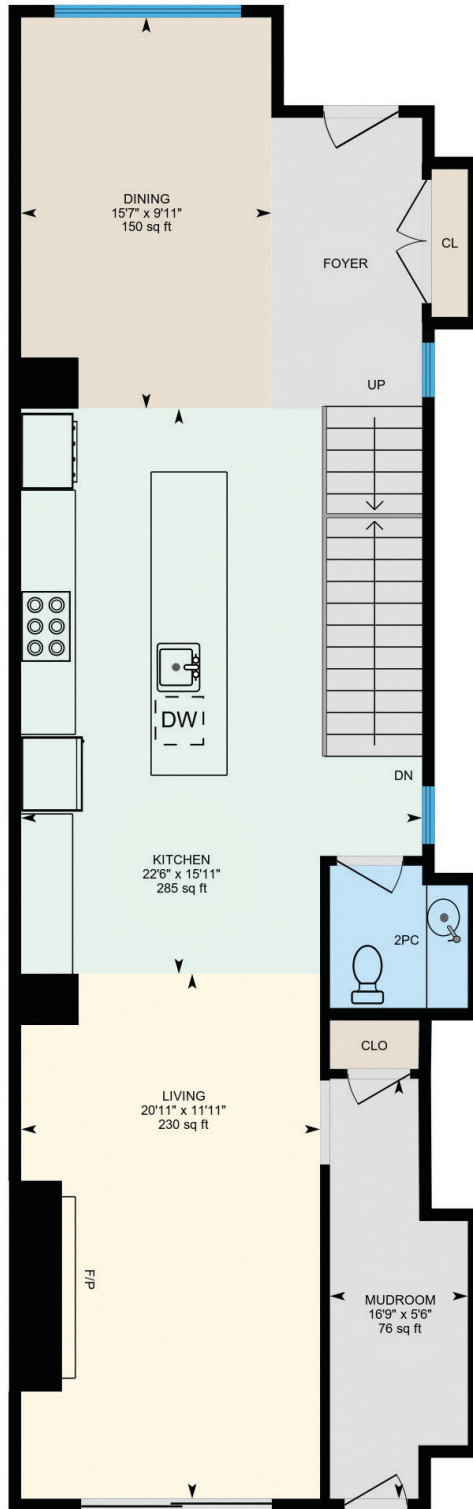 DINING
15'7" x 9'11"
150 sq ft
CL
FOYER
UP
DW
DN
KITCHEN
22'6" x 15'11"
285 sq ft
2PC
CLO
LIVING
20'11" x 11'11"
230 sq ft
F/P
MUDROOM
16'9" x 5'6"
76 sq ft